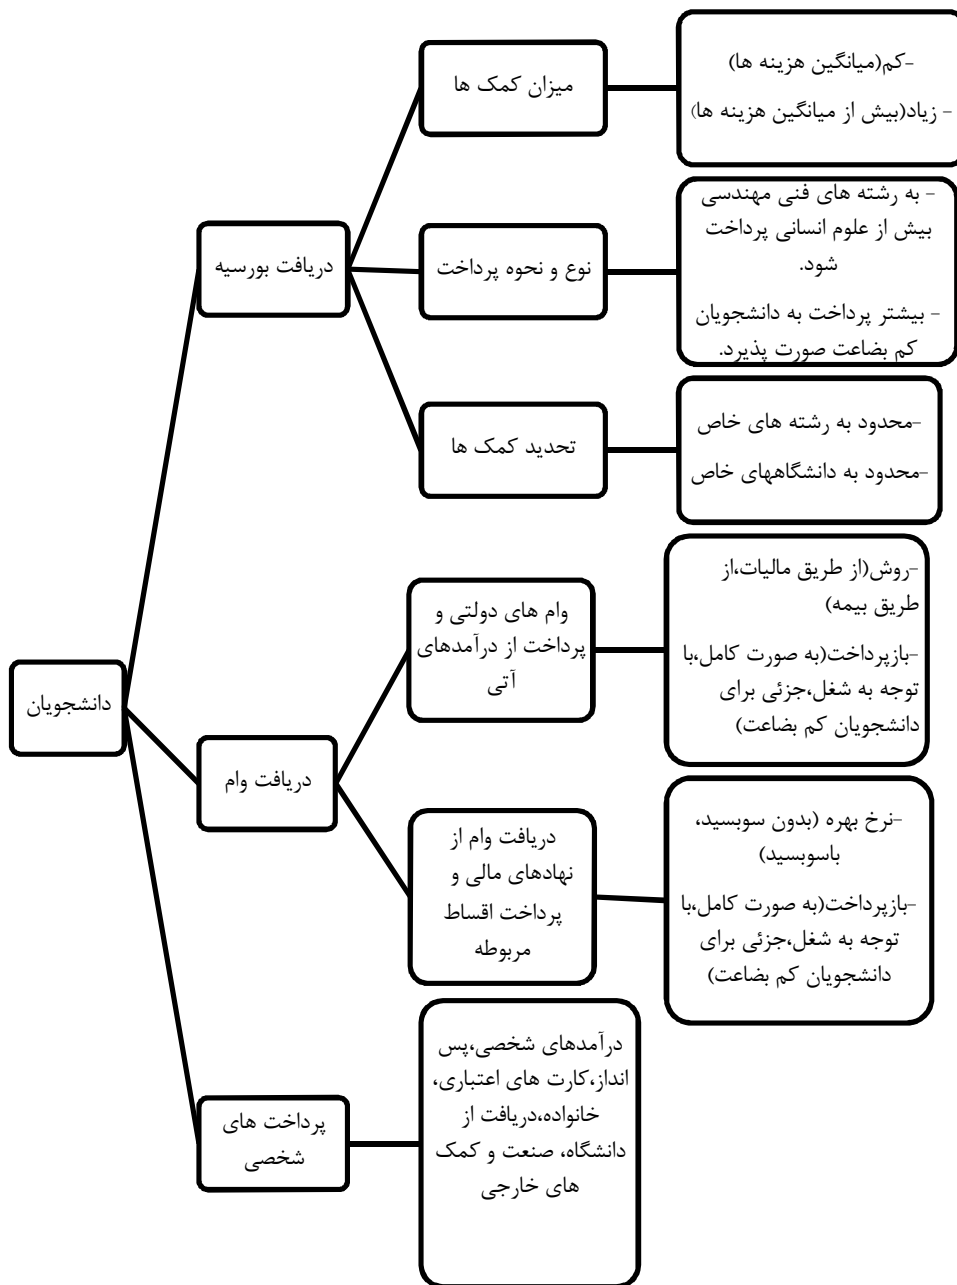 دانشجویان
دریافت بورسیه
میزان کمک ها
-کم(میانگین هزینه ها)
- زیاد(بیش از میانگین هزینه ها)
نوع و نحوه پرداخت
- به رشته های فنی مهندسی
بیش از علوم انسانی پرداخت
شود.
- بیشتر پرداخت به دانشجویان
کم بضاعت صورت پذیرد.
تحدید کمک ها
-محدود به رشته های خاص
-محدود به دانشگاههای خاص
دریافت وام
وام های دولتی و
پرداخت از درآمدهای
آتی
-روش(از طریق مالیات،از
طریق بیمه)
-بازپرداخت(به صورت کامل،با
توجه به شغل،جزئی برای
دانشجویان کم بضاعت)
دریافت وام از
نهادهای مالی و
پرداخت اقساط
مربوطه
-نرخ بهره (بدون سوبسید،
باسوبسید)
-بازپرداخت(به صورت کامل،با
توجه به شغل،جزئی برای
دانشجویان کم بضاعت)
پرداخت های
شخصی
درآمدهای شخصی،پس
انداز،کارت های اعتباری،
خانواده،دریافت از
دانشگاه، صنعت و کمک
های خارجی